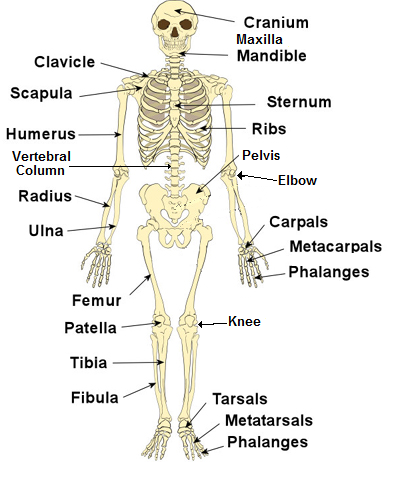 Cranium
Maxilla
Mandible
Clavicle
Scapula
Sternum
Humerus
Ribs
Vertebral
Column
Pelvis
Elbow
Radius
Ulna
Carpals
Metacarpals
Phalanges
Femur
Patella
Knee
Tibia
Fibula
Tarsals
Metatarsals
Phalanges